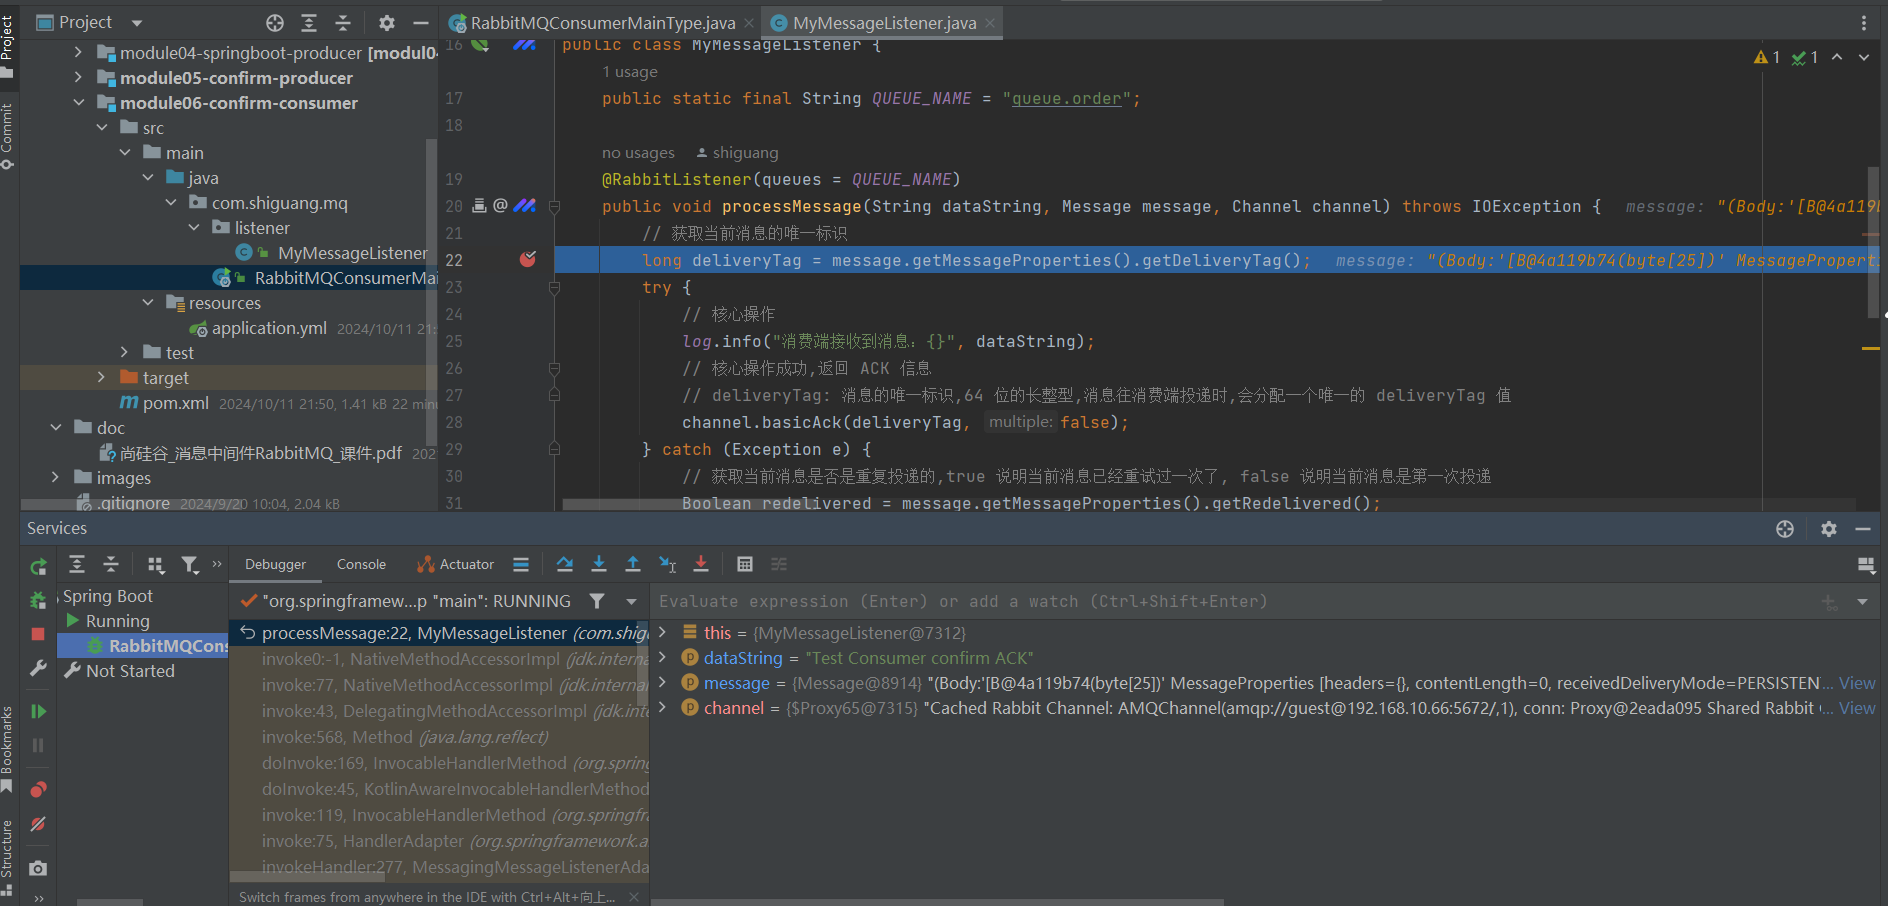 Project
RabbitMQConsumerMainType.java
MyMessageListener.java
Project
Commit
Bookmarks
Structure
module04-springboot-producer [modul04
module05-confirm-producer
module06-confirm-consumer
src
main
java
com.shiguang.mq
listener
MyMessageListener
RabbitMQConsumerMai
resources
application.yml 2024/10/11 21:
test
target
pom.xml 2024/10/11 21:50, 1.41 kB 22 minu
doc
尚硅谷_消息中间件RabbitMQ_课件.pdf 202
images
.gitignore 2024/9/20 10:04, 2.04 kB
1 1
16 public class MyMessageListener {
1 usage
17 public static final String QUEUE_NAME = "queue.order";
18
no usages shiguang
19 @RabbitListener(queues = QUEUE_NAME)
20 public void processMessage(String dataString, Message message, Channel channel) throws IOException { message: "(Body:'[B@4a119b
21 // 获取当前消息的唯一标识
22 long deliveryTag = message.getMessageProperties().getDeliveryTag(); message: "(Body:'[B@4a119b74(byte[25])' MessageProperti
23 try {
24 // 核心操作
25 log.info("消费端接收到消息：{}", dataString);
26 // 核心操作成功,返回 ACK 信息
27 // deliveryTag: 消息的唯一标识,64 位的长整型,消息往消费端投递时,会分配一个唯一的 deliveryTag 值
28 channel.basicAck(deliveryTag, multiple: false);
29 } catch (Exception e) {
30 // 获取当前消息是否是重复投递的,true 说明当前消息已经重试过一次了, false 说明当前消息是第一次投递
31 Boolean redelivered = message.getMessageProperties().getRedelivered();
Services
Debugger Console Actuator
Spring Boot
Running
RabbitMQCons
Not Started
"org.springframew...p "main": RUNNING
processMessage:22, MyMessageListener (com.shigu
invoke0:-1, NativeMethodAccessorImpl (jdk.interna
invoke:77, NativeMethodAccessorImpl (jdk.internal
invoke:43, DelegatingMethodAccessorImpl (jdk.inte
invoke:568, Method (java.lang.reflect)
doInvoke:169, InvocableHandlerMethod (org.spring
doInvoke:45, KotlinAwareInvocableHandlerMethod
invoke:119, InvocableHandlerMethod (org.springfr
invoke:75, HandlerAdapter (org.springframework.a
invokeHandler:277, MessagingMessageListenerAda
Switch frames from anywhere in the IDE with Ctrl+Alt+向上...
Evaluate expression (Enter) or add a watch (Ctrl+Shift+Enter)
this = {MyMessageListener@7312}
dataString = "Test Consumer confirm ACK"
message = {Message@8914} "(Body:'[B@4a119b74(byte[25])' MessageProperties [headers={}, contentLength=0, receivedDeliveryMode=PERSISTEN... View
channel = {$Proxy65@7315} "Cached Rabbit Channel: AMQChannel(amqp://guest@192.168.10.66:5672/,1), conn: Proxy@2eada095 Shared Rabbit ... View